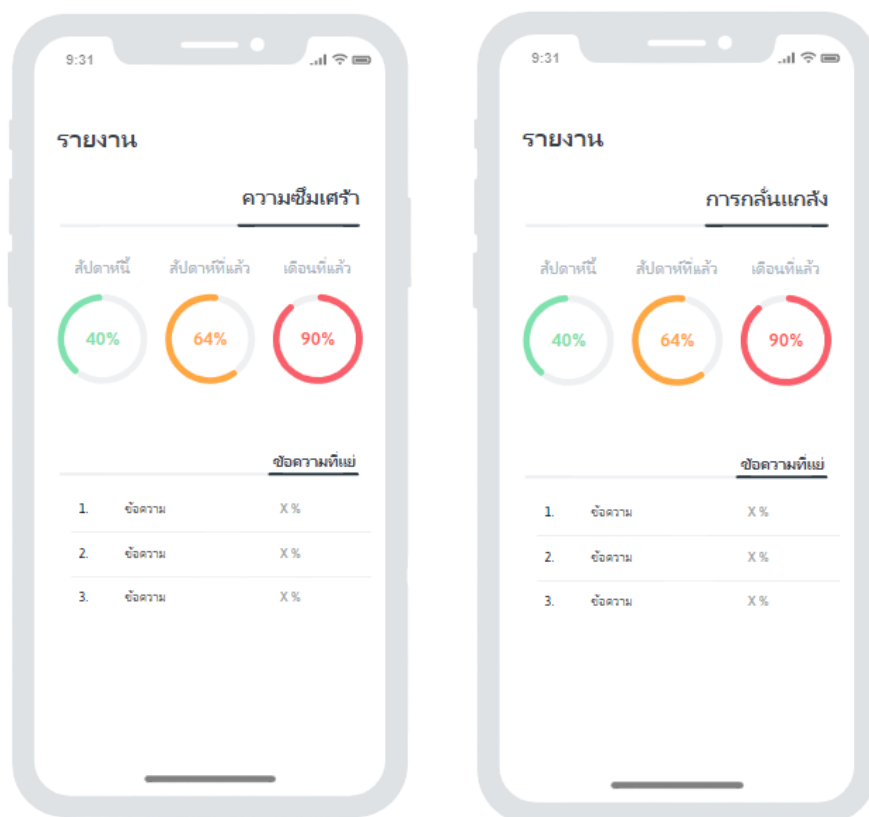 9:31
รายงาน
ความซึมเศร้า
สัปดาห์นี้ สัปดาห์ที่แล้ว เดือนที่แล้ว
40% 64% 90%
ข้อความที่แย่
1. ข้อความ X %
2. ข้อความ X %
3. ข้อความ X %
9:31
รายงาน
การกลั่นแกล้ง
สัปดาห์นี้ สัปดาห์ที่แล้ว เดือนที่แล้ว
40% 64% 90%
ข้อความที่แย่
1. ข้อความ X %
2. ข้อความ X %
3. ข้อความ X %